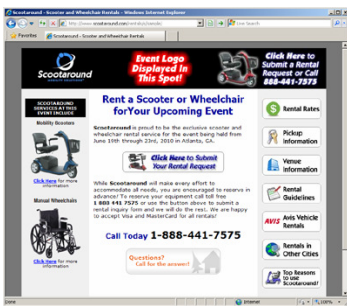 Scootaround - Scooter and Wheelchair Rentals - Windows Internet Explorer
Live Search
Favorites
Scootaround - Scooter and Wheelchair Rentals
Scootaround
Event Logo
Displayed In
This Spot!
Click Here to
Submit a Rental
Request or Call
888-441-7575
SCOOTAROUND
SERVICES AT THIS
EVENT INCLUDE
Mobility Scooters
Click Here for more
information
Manual Wheelchairs
Click Here for more
information
Rent a Scooter or Wheelchair
forYour Upcoming Event
Scootaround is proud to be the exclusive scooter and
wheelchair rental service for the event being held from
June 19th through 23rd, 2010 in Atlanta, GA.
Click Here to Submit
Your Rental Request
While Scootaround will make every effort to
accommodate all needs, you are encouraged to reserve in
advance! To reserve your equipment call toll free
1 888 441 7575 or use the button above to submit a
rental inquiry form and we will do the rest. We are happy
to accept Visa and MasterCard for all rentals!
Call Today 1-888-441-7575
Questions?
Call for the answer!
Rental Rates
Pickup
Information
Venue
Information
Rental
Guidelines
AVIS
Avis Vehicle
Rentals
Rentals in
Other Cities
Top Reasons
to use
Scootaround!
Done
Internet
100%